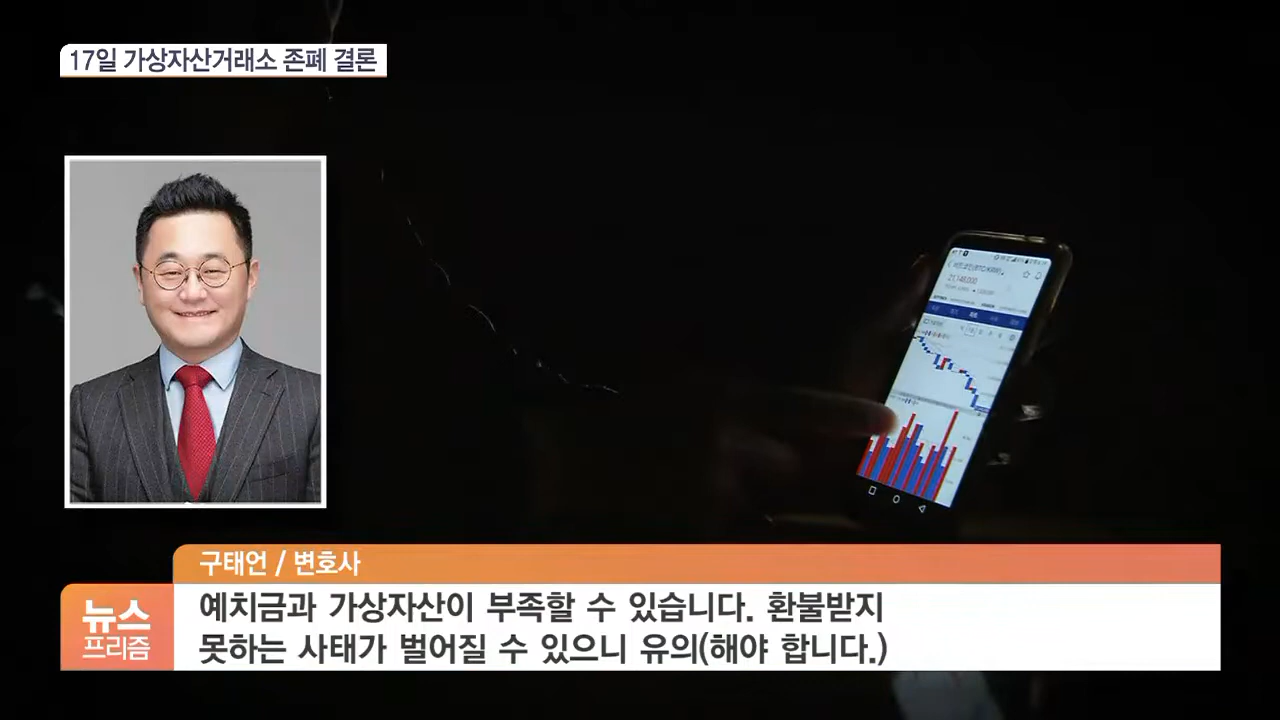 17일 가상자산거래소 존폐 결론
21,148,000
구태언 / 변호사
뉴스
프리즘
예치금과 가상자산이 부족할 수 있습니다. 환불받지
못하는 사태가 벌어질 수 있으니 유의(해야 합니다.)